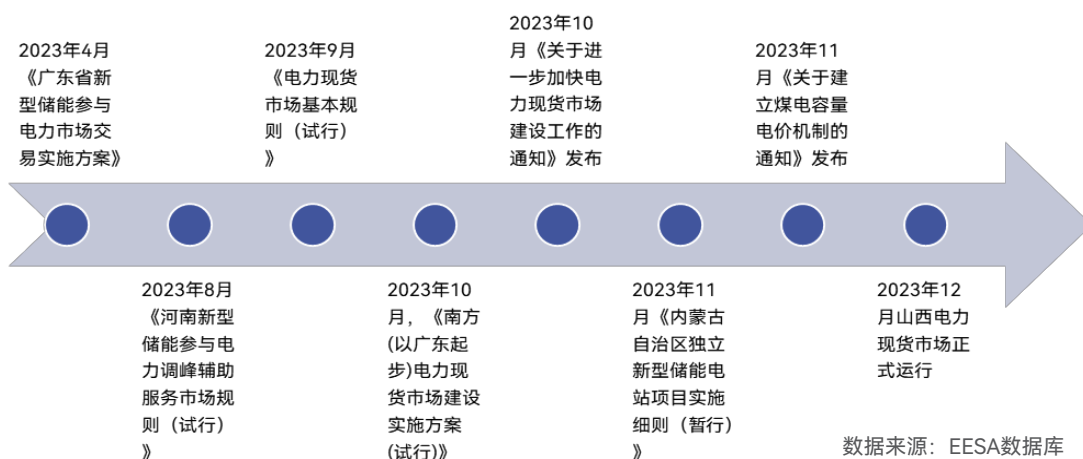 2023年4月
《广东省新
型储能参与
电力市场交
易实施方案》
2023年8月
《河南新型
储能参与电
力调峰辅助
服务市场规
则（试行）
》
2023年9月
《电力现货
市场基本规
则（试行）
》
2023年10
月，《南方
(以广东起
步)电力现
货市场建设
实施方案
(试行)》
2023年10
月《关于进
一步加快电
力现货市场
建设工作的
通知》发布
2023年11
月《内蒙古
自治区独立
新型储能电
站项目实施
细则（暂行）
》
2023年11
月《关于建
立煤电容量
电价机制的
通知》发布
2023年12
月山西电力
现货市场正
式运行
数据来源：EESA数据库